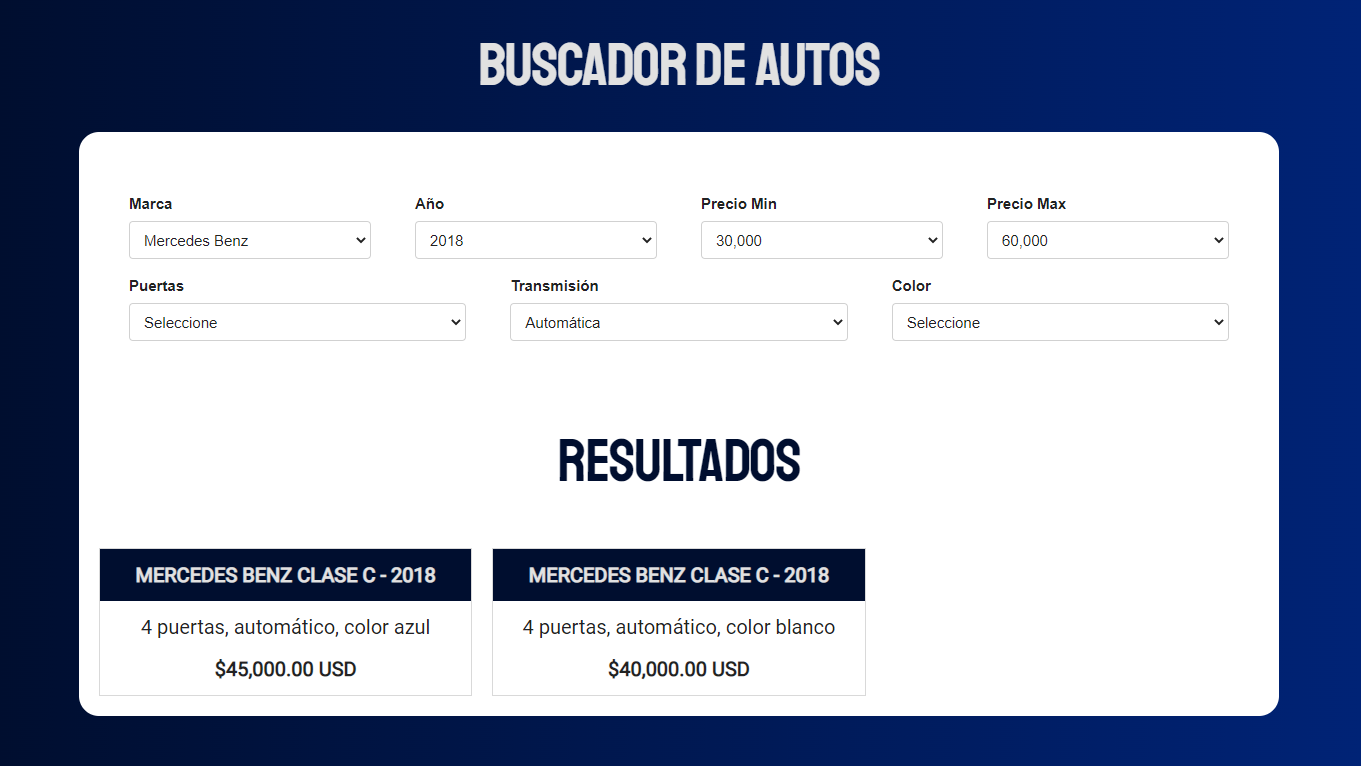 BUSCADOR DE AUTOS
Marca Año Precio Min Precio Max
Mercedes Benz 2018 30,000 60,000
Puertas Transmisión Color
Seleccione Automática Seleccione
RESULTADOS
MERCEDES BENZ CLASE C - 2018
4 puertas, automático, color azul
$45,000.00 USD
MERCEDES BENZ CLASE C - 2018
4 puertas, automático, color blanco
$40,000.00 USD